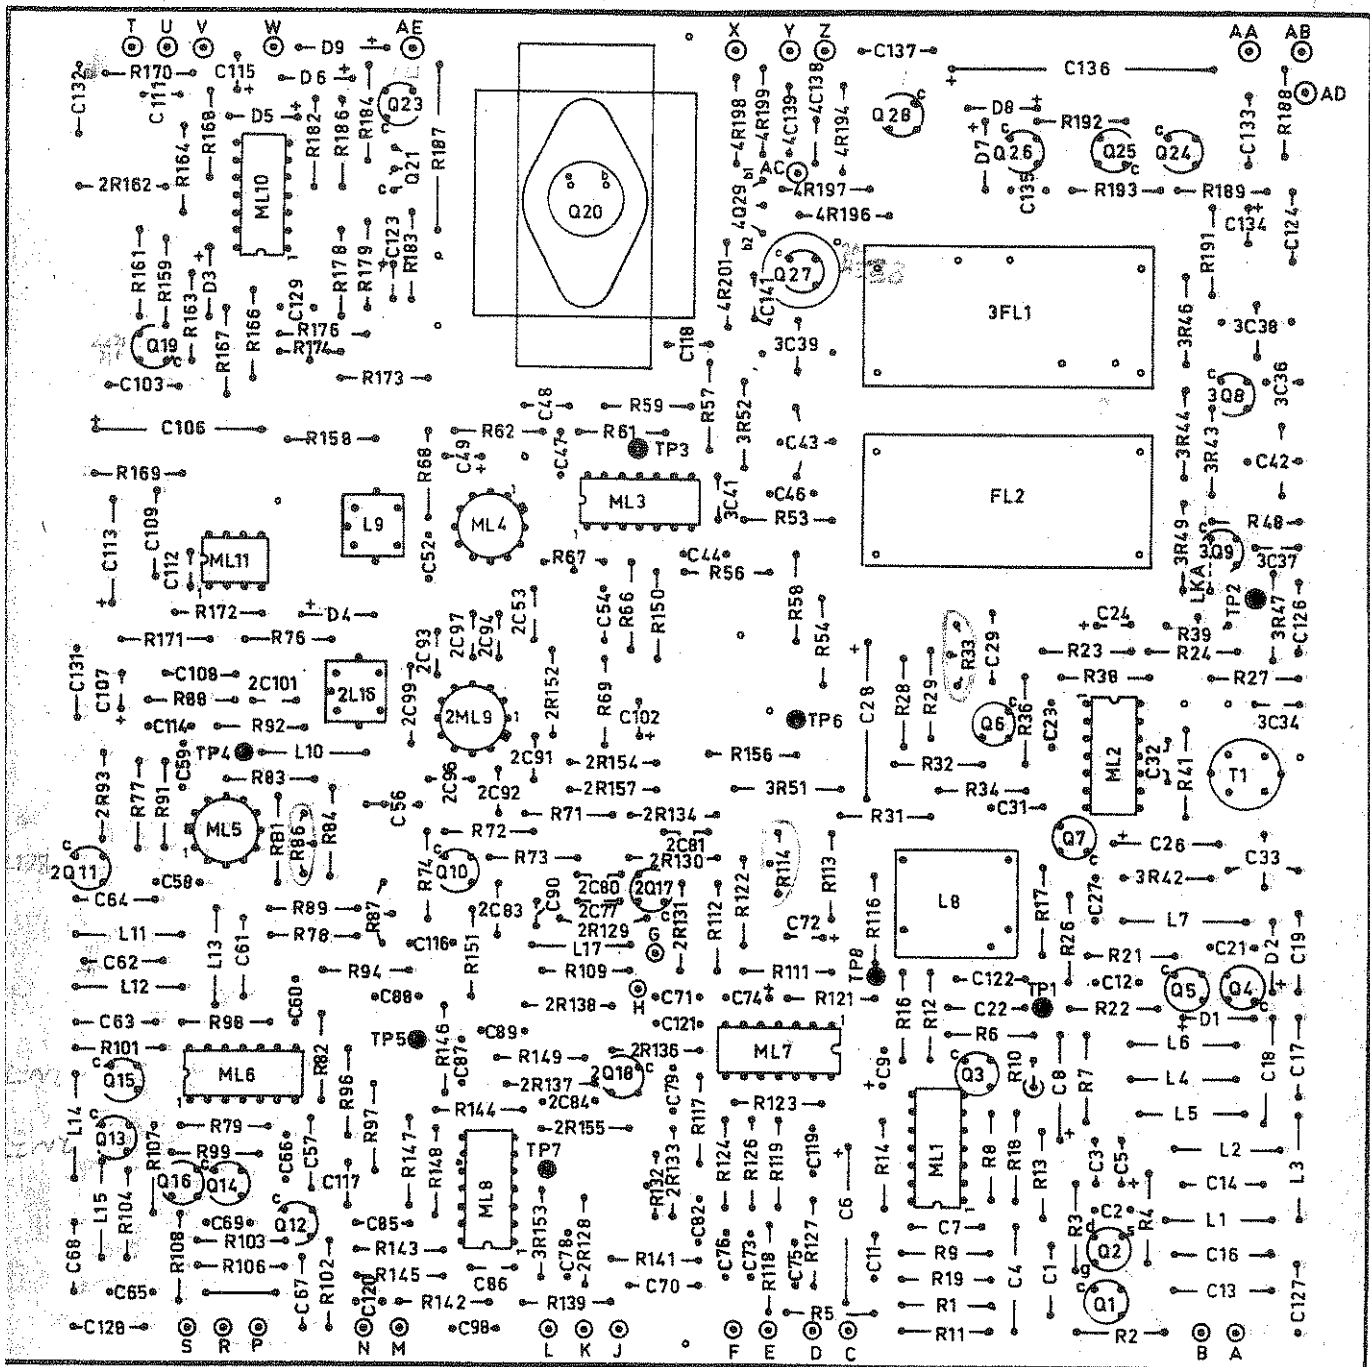 T U V W D9 + AE X Y Z C137 AA AB
C132 R170 C115 D6 + R184 4R198 4R199 4C139 4C138 4R194 + C136 C133 R188 AD
C111 R168 + D5 + R182 R186 Q23 R187 Q28 c D8 + R192
R164 ML10 Q21 AC b1 D7 + Q26 Q25 Q24
2R162 c Q20 b 4Q29 4R197 C135 R193 R189
4R196 C134 + C124
R161 R159 R163 D3 + R178 R179 C123 R183 b2 Q27 c R191
4R201 4C141
C129 R166 R167 R176 R174 3FL1 3R46 3C38
Q19 c C118 3C39
C103 R173 R57 3R52 3Q8 c 3C36
C48 R59
+ C106 R158 R68 C49 + R62 C47 R61 TP3 C43 3R44 3R43
R169 C42
C113 C109 L9 ML4 ML3 3C41 C46 FL2
R53 R48
C112 ML11 C52 R67 C44 R56 3R49 3Q9 c 3C37
R172 + D4 2C53 C54 R66 R150 R58 R54 LKA TP2 3R47 C126
+ C24
R171 R76 2C93 2C97 2C94 R33 C29 R23 R39 R24
C131 C107 C108 2L15 2C99 2R152 R69 C28 + R28 R29 R38 R27
R88 2C101 2ML9 C102 + TP6 R36 C23 3C34
C114 R92 Q6 c
TP4 L10 2C91 2R154 R156 R32 ML2 C32 R41 T1
2R93 C59 R83 2C96 2C92 2R157 3R51 R34
R77 R91 C56 R71 2R134 R31 C31
ML5 R81 R86 R84 R72 2C81 Q7 c + C26
2Q11 c R74 Q10 c R73 2R130 R114 R113 C33
C58 2C80 2Q17 R122 L8 R17 C27 3R42
C64 R89 R87 2C83 C90 2C77 2R131 R112 R116 R26
L11 R78 2R129 C72 + L7
L13 C61 C116 R151 L17 G C21 D2 C19
C62 R94 R109 R111 TP8 R21
L12 C60 C88 2R138 H C71 C74 + R121 R16 R12 C122 C22 TP1 C12 Q5 c Q4 c +
C63 R98 R146 C89 C121 R22 D1
R101 R82 TP5 C87 R149 2R136 ML7 C9 R6 L6
Q15 c ML6 R96 2R137 2Q18 c C79 Q3 c R10 C8 R7 L4 C18 C17
R144 2C84 R117 R123 L5
L14 Q13 c R107 R79 R97 R147 R148 2R155 R124 R126 R119 C119 R14 ML1 R8 R18 R13 C3 C5 L2 L3
R99 C66 C57 ML8 TP7 R132 2R133 C6 +
Q16 Q14 c C117 C14
L15 R104 Q12 c C2 + R3 R4
C68 R108 C69 C85 3R153 C78 2R128 C82 C76 C73 R118 C75 R127 C11 C7 L1
R103 R143 R141 R9 C4 C1 Q2 d s g C16
R106 C67 R102 R145 C86 C70 R19
C65 C120 R142 R139 R5 R1 Q1 c C13 C127
C128 S R P N M C98 L K J F E D C R11 R2 B A